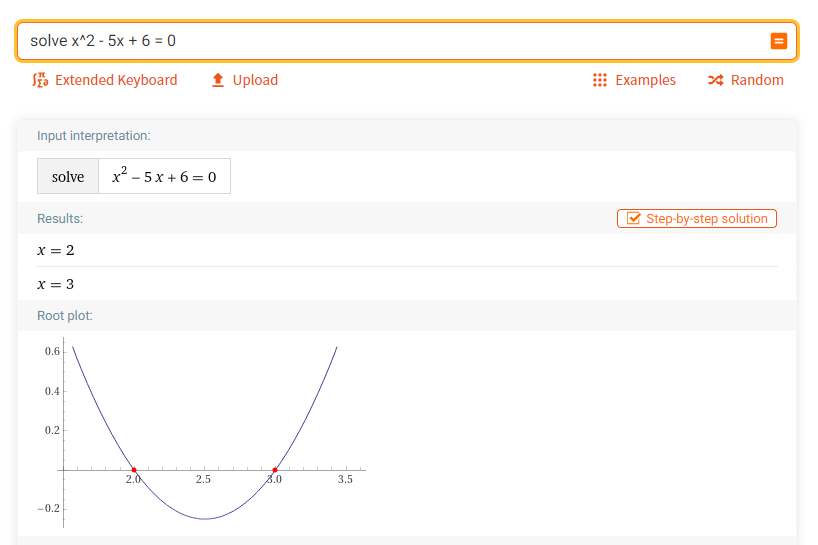 solve x^2 - 5x + 6 = 0
Extended Keyboard Upload Examples Random
Input interpretation:
solve x² − 5 x + 6 = 0
Results: Step-by-step solution
x = 2
x = 3
Root plot:
0.6
0.4
0.2
2.0 2.5 3.0 3.5
−0.2